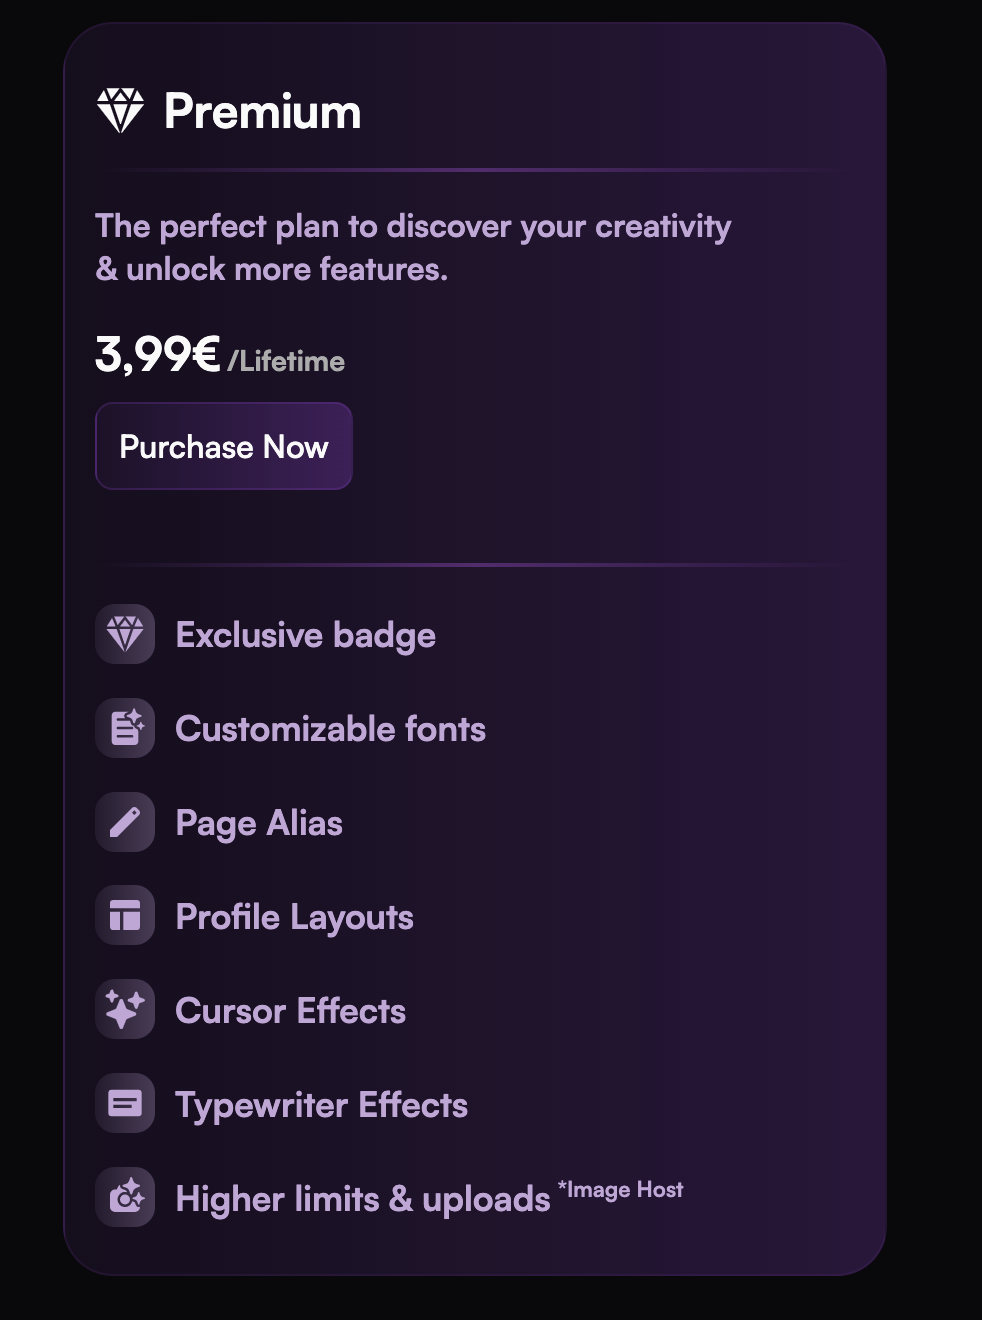 Premium
The perfect plan to discover your creativity
& unlock more features.
3,99€ /Lifetime
Purchase Now
Exclusive badge
Customizable fonts
Page Alias
Profile Layouts
Cursor Effects
Typewriter Effects
Higher limits & uploads *Image Host